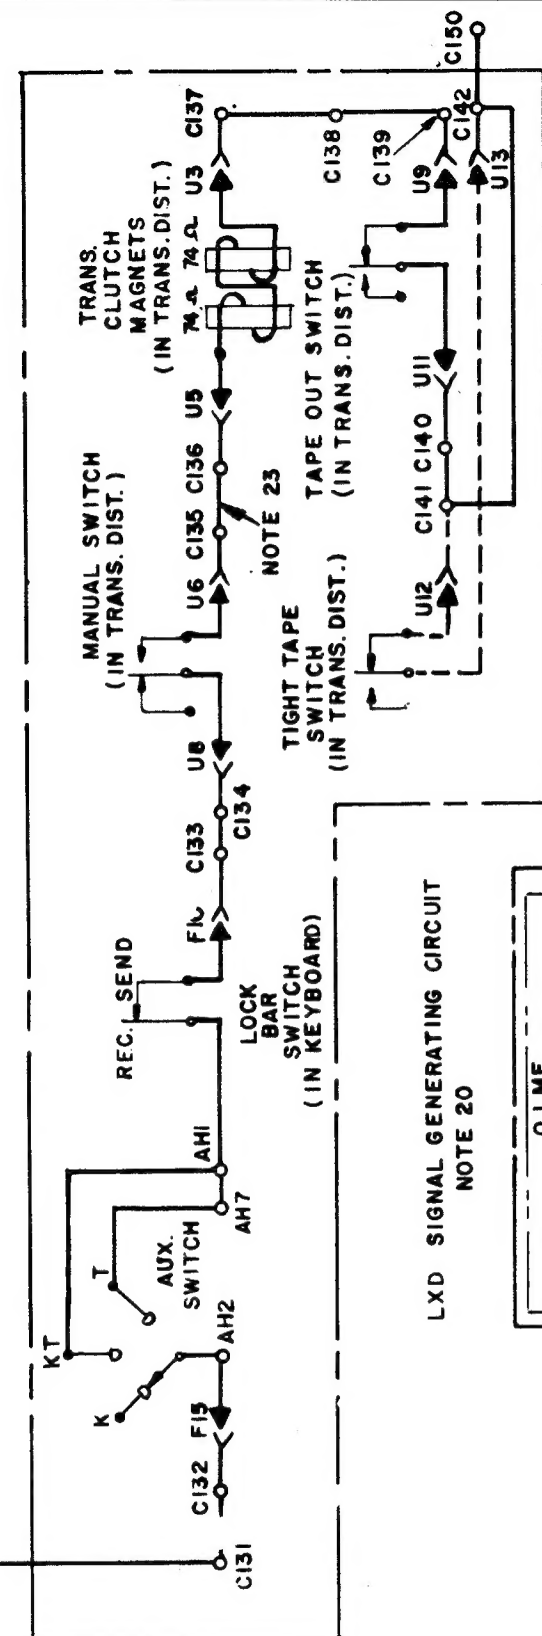 C150
C137
C138
C139
C142
U3
U9
U13
TRANS.
CLUTCH
MAGNETS
(IN TRANS. DIST.)
74 Ω
74 Ω
TAPE OUT SWITCH
(IN TRANS. DIST.)
U5
U11
C136
C140
C135
C141
NOTE 23
MANUAL SWITCH
(IN TRANS. DIST.)
U6
U12
TIGHT TAPE
SWITCH
(IN TRANS. DIST.)
U8
C134
C133
REC. SEND
LOCK
BAR
SWITCH
(IN KEYBOARD)
AH1
AH7
T
AUX.
SWITCH
KT
K
AH2
F15
C132
C131
LXD SIGNAL GENERATING CIRCUIT
NOTE 20